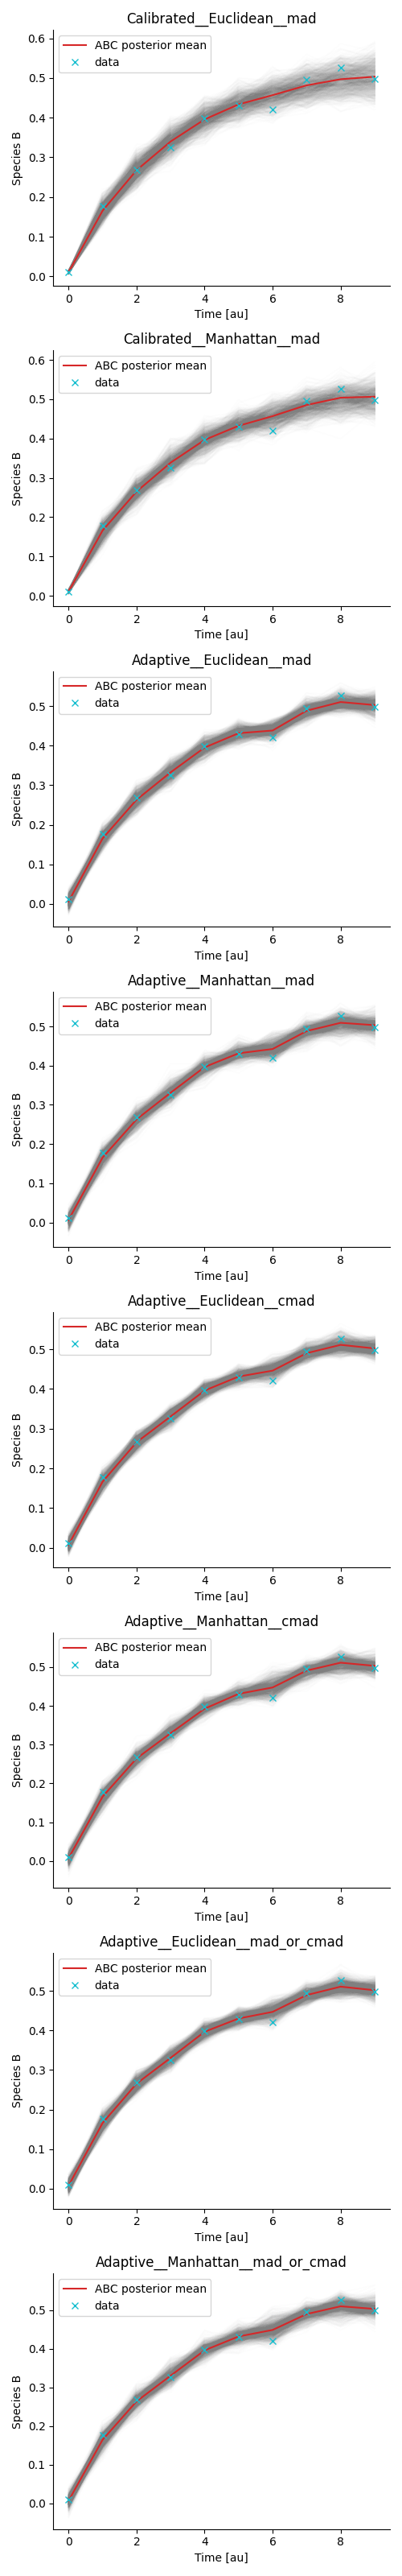 Calibrated__Euclidean__mad
ABC posterior mean
data
0.6
0.5
0.4
0.3
0.2
0.1
0.0
Species B
0 2 4 6 8
Time [au]
Calibrated__Manhattan__mad
ABC posterior mean
data
0.6
0.5
0.4
0.3
0.2
0.1
0.0
Species B
0 2 4 6 8
Time [au]
Adaptive__Euclidean__mad
ABC posterior mean
data
0.5
0.4
0.3
0.2
0.1
0.0
Species B
0 2 4 6 8
Time [au]
Adaptive__Manhattan__mad
ABC posterior mean
data
0.5
0.4
0.3
0.2
0.1
0.0
Species B
0 2 4 6 8
Time [au]
Adaptive__Euclidean__cmad
ABC posterior mean
data
0.5
0.4
0.3
0.2
0.1
0.0
Species B
0 2 4 6 8
Time [au]
Adaptive__Manhattan__cmad
ABC posterior mean
data
0.5
0.4
0.3
0.2
0.1
0.0
Species B
0 2 4 6 8
Time [au]
Adaptive__Euclidean__mad_or_cmad
ABC posterior mean
data
0.5
0.4
0.3
0.2
0.1
0.0
Species B
0 2 4 6 8
Time [au]
Adaptive__Manhattan__mad_or_cmad
ABC posterior mean
data
0.5
0.4
0.3
0.2
0.1
0.0
Species B
0 2 4 6 8
Time [au]